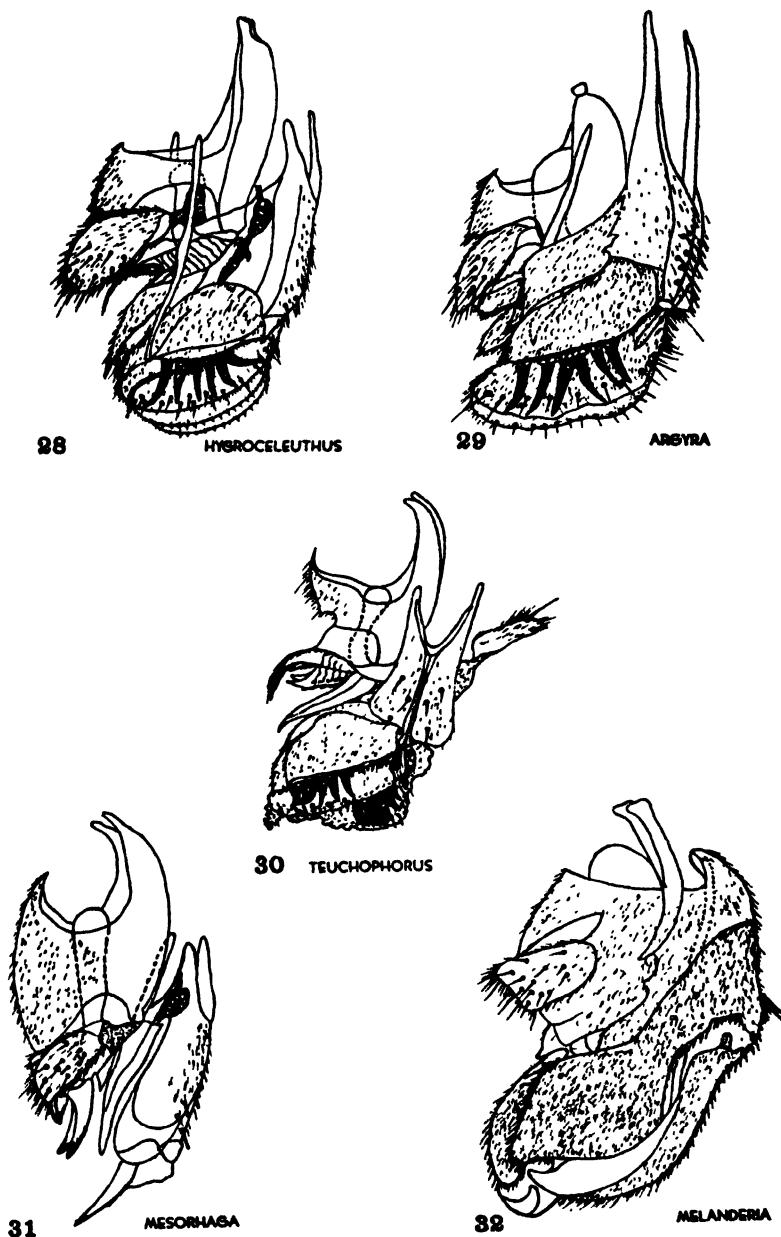 28 HYGROCELEUTHUS
29 ARGYRA
30 TEUCHOPHORUS
31 MESORHAGA
32 MELANDERIA